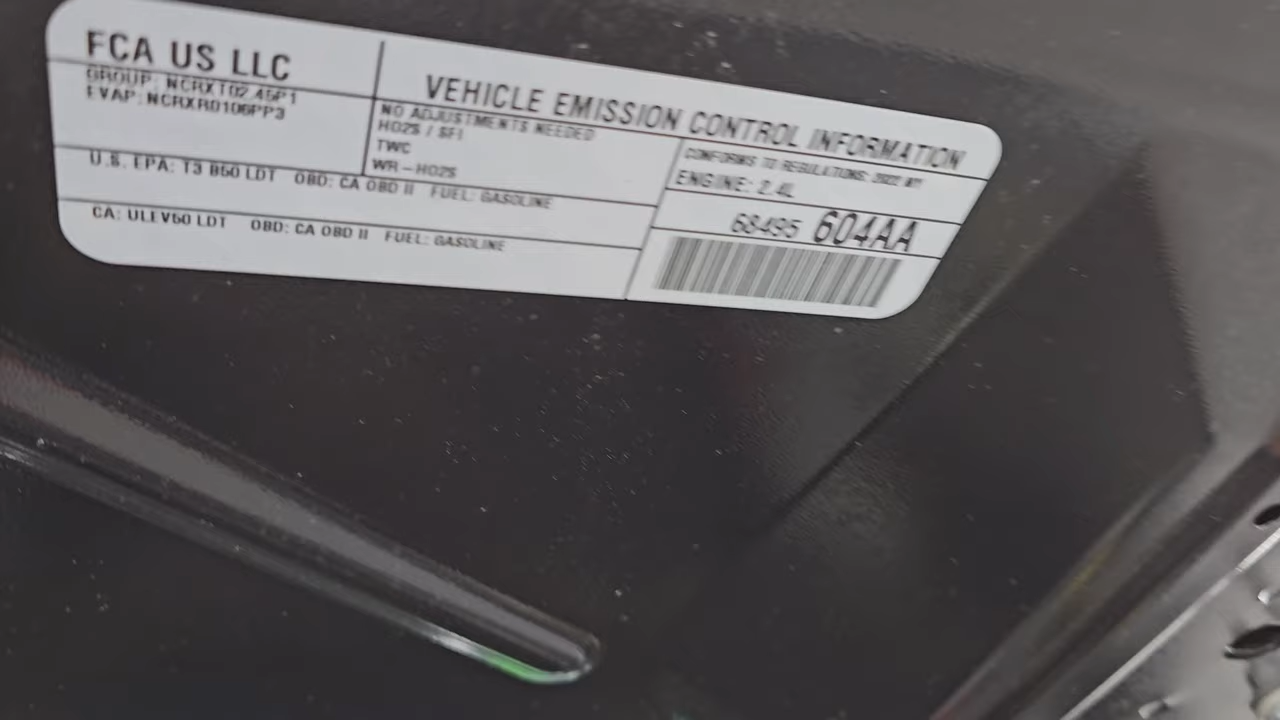 FCA US LLC
GROUP: NCRXT02.45P1
EVAP: NCRXR0106PP3
VEHICLE EMISSION CONTROL INFORMATION
NO ADJUSTMENTS NEEDED
HO2S / SFI
TWC
WR-HO2S
CONFORMS TO REGULATIONS: 2022 MY
ENGINE: 2.4L
U.S. EPA: T3 B50 LDT OBD: CA OBD II FUEL: GASOLINE
CA: ULEV50 LDT OBD: CA OBD II FUEL: GASOLINE
68495 604AA